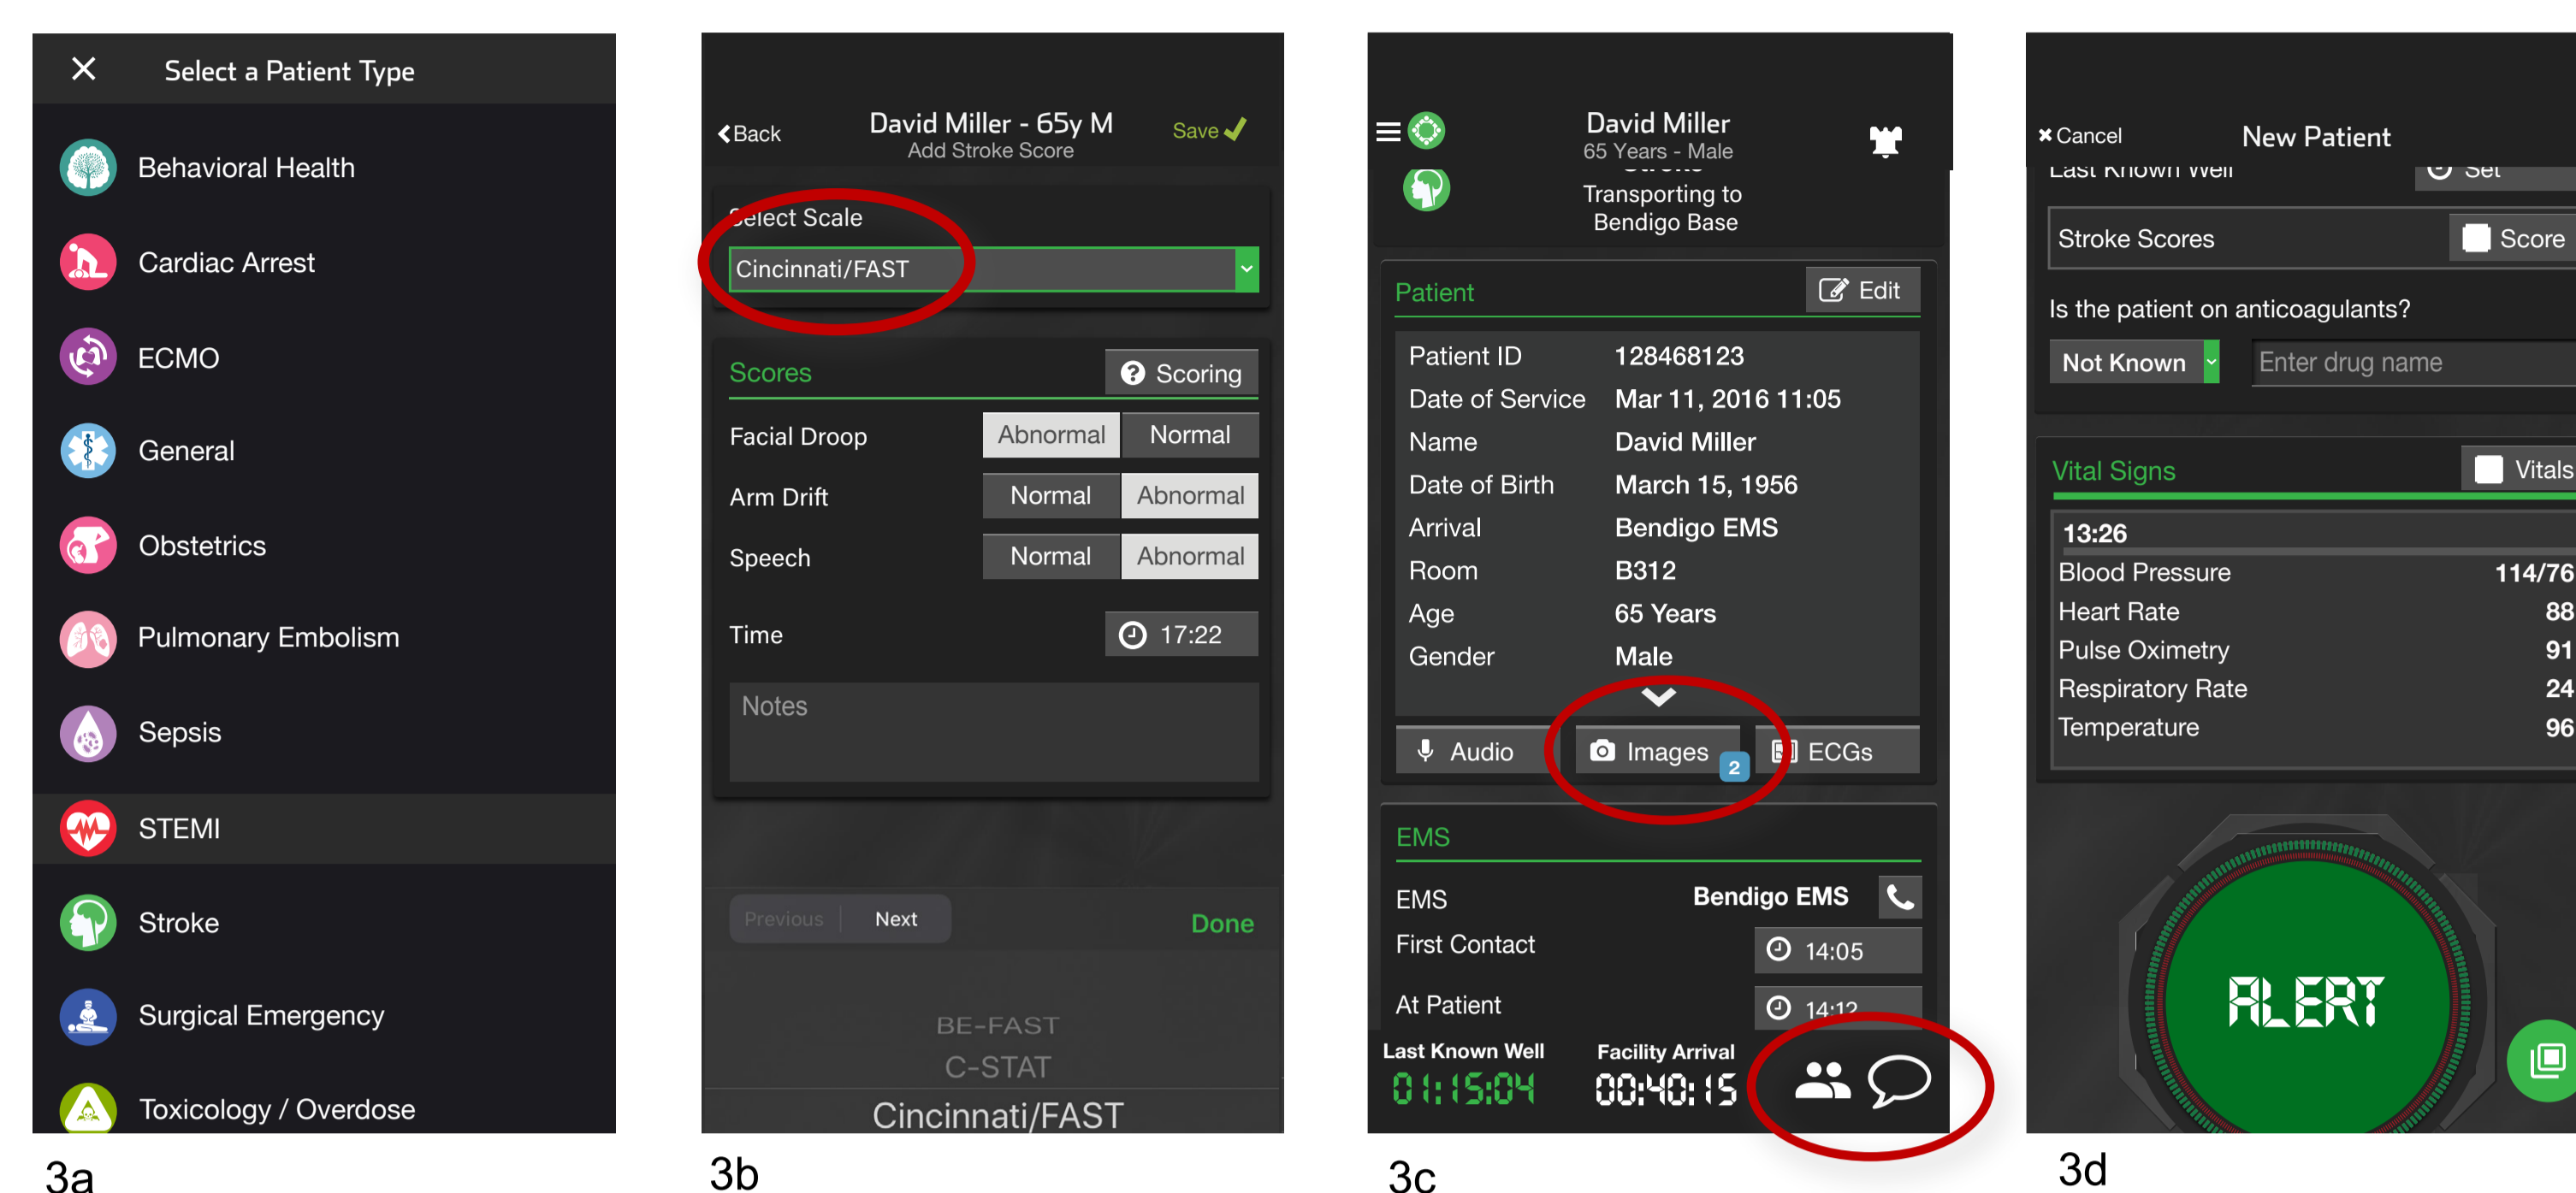 Select a Patient Type
Behavioral Health
Cardiac Arrest
ECMO
General
Obstetrics
Pulmonary Embolism
Sepsis
STEMI
Stroke
Surgical Emergency
Toxicology / Overdose
3a
Back
David Miller - 65y M
Save
Add Stroke Score
Select Scale
Cincinnati/FAST
Scores
Scoring
Facial Droop Abnormal Normal
Arm Drift Normal Abnormal
Speech Normal Abnormal
Time 17:22
Notes
Previous Next Done
BE-FAST
C-STAT
Cincinnati/FAST
3b
David Miller
65 Years - Male
Stroke
Transporting to
Bendigo Base
Patient Edit
Patient ID 128468123
Date of Service Mar 11, 2016 11:05
Name David Miller
Date of Birth March 15, 1956
Arrival Bendigo EMS
Room B312
Age 65 Years
Gender Male
Audio Images 2 ECGs
EMS
EMS Bendigo EMS
First Contact 14:05
At Patient 14:12
Last Known Well Facility Arrival
01:15:04 00:40:15
3c
Cancel New Patient
Last Known Well Set
Stroke Scores Score
Is the patient on anticoagulants?
Not Known Enter drug name
Vital Signs Vitals
13:26
Blood Pressure 114/76
Heart Rate 88
Pulse Oximetry 91
Respiratory Rate 24
Temperature 96
ALERT
3d